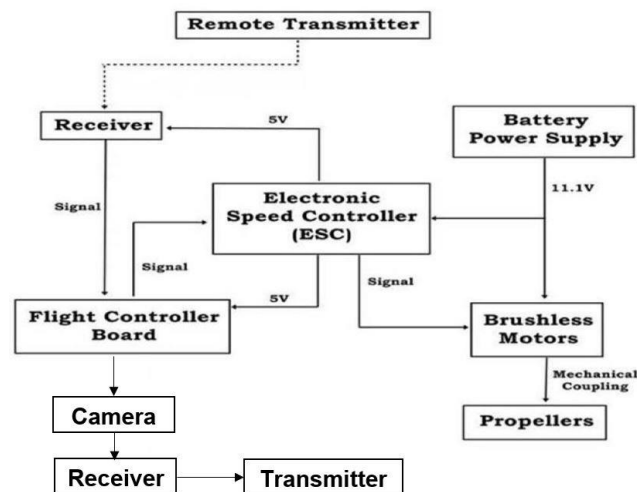 Remote Transmitter
Receiver
5V
Battery
Power Supply
11.1V
Electronic
Speed Controller
(ESC)
Signal
Signal
5V
Signal
Flight Controller
Board
Brushless
Motors
Mechanical
Coupling
Camera
Propellers
Receiver
Transmitter